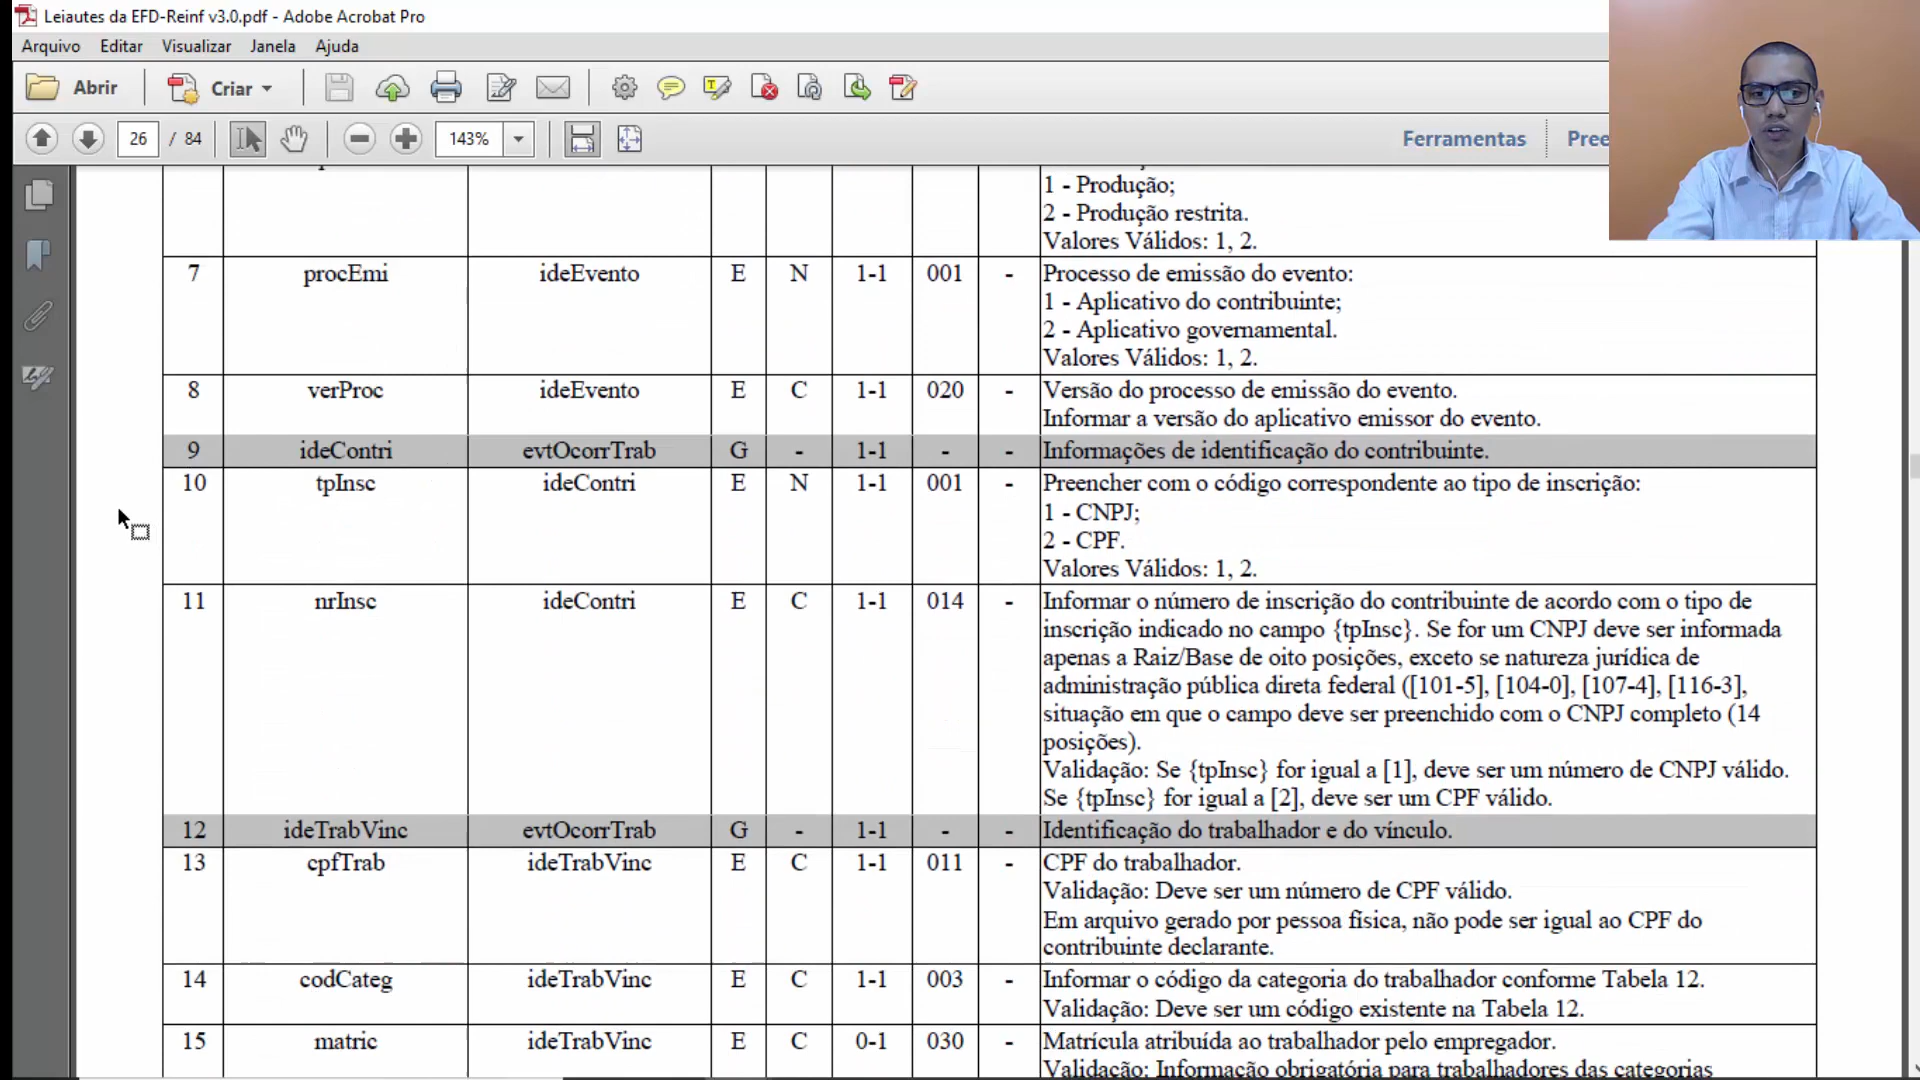 Leiautes da EFD-Reinf v3.0.pdf - Adobe Acrobat Pro
Arquivo Editar Visualizar Janela Ajuda
Abrir Criar
26 / 84 143% Ferramentas
1 - Produção;
2 - Produção restrita.
Valores Válidos: 1, 2.
7 procEmi ideEvento E N 1-1 001 - Processo de emissão do evento:
1 - Aplicativo do contribuinte;
2 - Aplicativo governamental.
Valores Válidos: 1, 2.
8 verProc ideEvento E C 1-1 020 - Versão do processo de emissão do evento.
Informar a versão do aplicativo emissor do evento.
9 ideContri evtOcorrTrab G - 1-1 - - Informações de identificação do contribuinte.
10 tpInsc ideContri E N 1-1 001 - Preencher com o código correspondente ao tipo de inscrição:
1 - CNPJ;
2 - CPF.
Valores Válidos: 1, 2.
11 nrInsc ideContri E C 1-1 014 - Informar o número de inscrição do contribuinte de acordo com o tipo de
inscrição indicado no campo {tpInsc}. Se for um CNPJ deve ser informada
apenas a Raiz/Base de oito posições, exceto se natureza jurídica de
administração pública direta federal ([101-5], [104-0], [107-4], [116-3],
situação em que o campo deve ser preenchido com o CNPJ completo (14
posições).
Validação: Se {tpInsc} for igual a [1], deve ser um número de CNPJ válido.
Se {tpInsc} for igual a [2], deve ser um CPF válido.
12 ideTrabVinc evtOcorrTrab G - 1-1 - - Identificação do trabalhador e do vínculo.
13 cpfTrab ideTrabVinc E C 1-1 011 - CPF do trabalhador.
Validação: Deve ser um número de CPF válido.
Em arquivo gerado por pessoa física, não pode ser igual ao CPF do
contribuinte declarante.
14 codCateg ideTrabVinc E C 1-1 003 - Informar o código da categoria do trabalhador conforme Tabela 12.
Validação: Deve ser um código existente na Tabela 12.
15 matric ideTrabVinc E C 0-1 030 - Matrícula atribuída ao trabalhador pelo empregador.
Validação: Informação obrigatória para trabalhadores das categorias